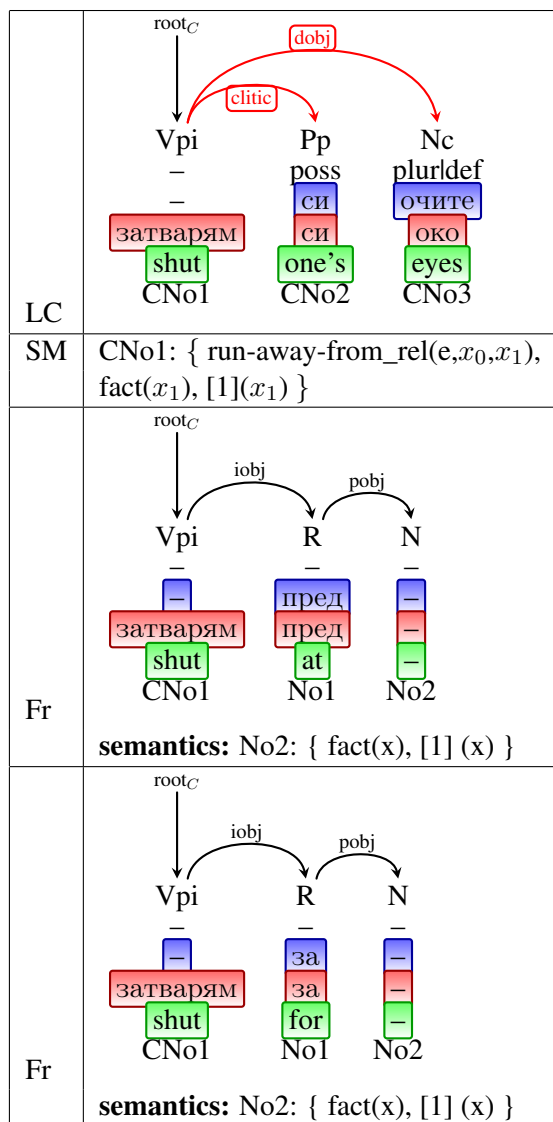 root_C
dobj
clitic
Vpi Pp Nc
– poss plur|def
– си очите
затварям си око
shut one's eyes
CNo1 CNo2 CNo3
LC
SM CNo1: { run-away-from_rel(e,x_0,x_1),
fact(x_1), [1](x_1) }
root_C
iobj pobj
Vpi R N
– – –
– пред –
затварям пред –
shut at –
CNo1 No1 No2
Fr
semantics: No2: { fact(x), [1] (x) }
root_C
iobj pobj
Vpi R N
– – –
– за –
затварям за –
shut for –
CNo1 No1 No2
Fr
semantics: No2: { fact(x), [1] (x) }